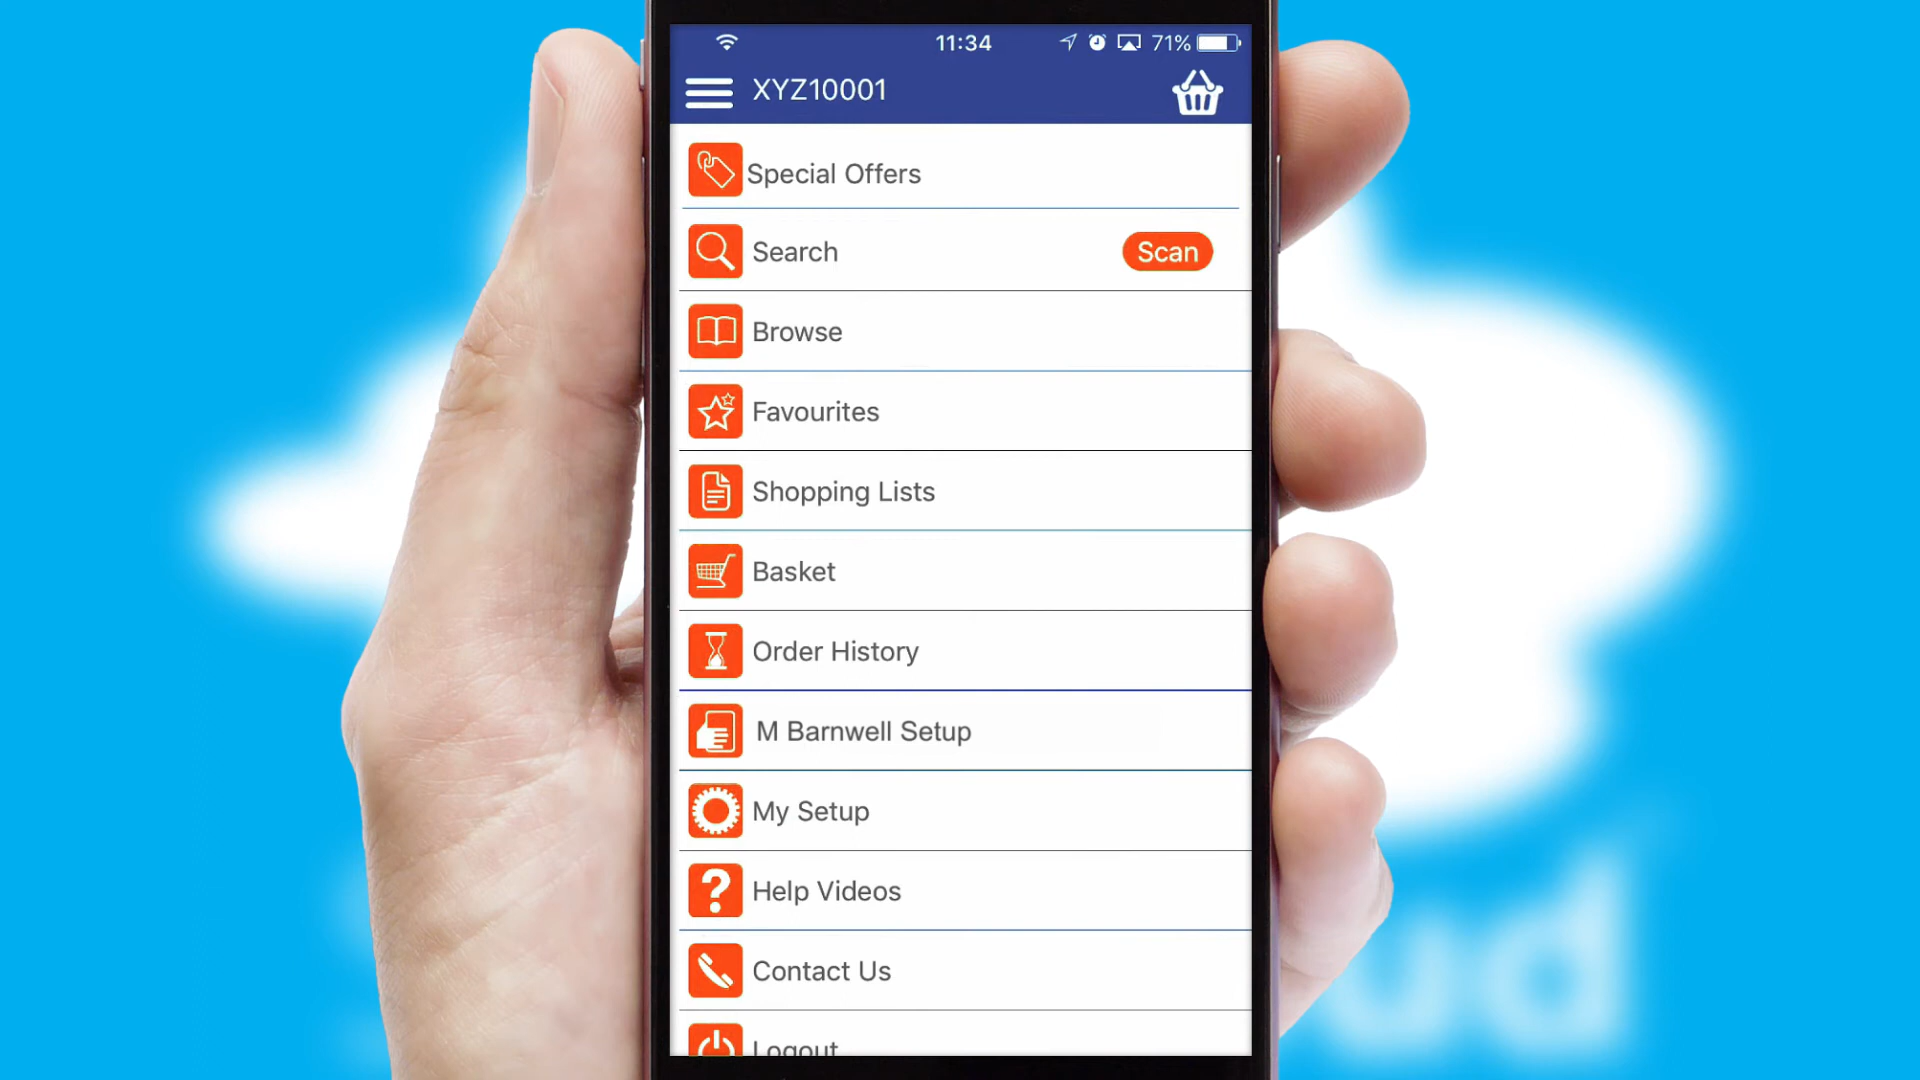 11:34
71%
XYZ10001
Special Offers
Search
Scan
Browse
Favourites
Shopping Lists
Basket
Order History
M Barnwell Setup
My Setup
Help Videos
Contact Us
Logout
ud